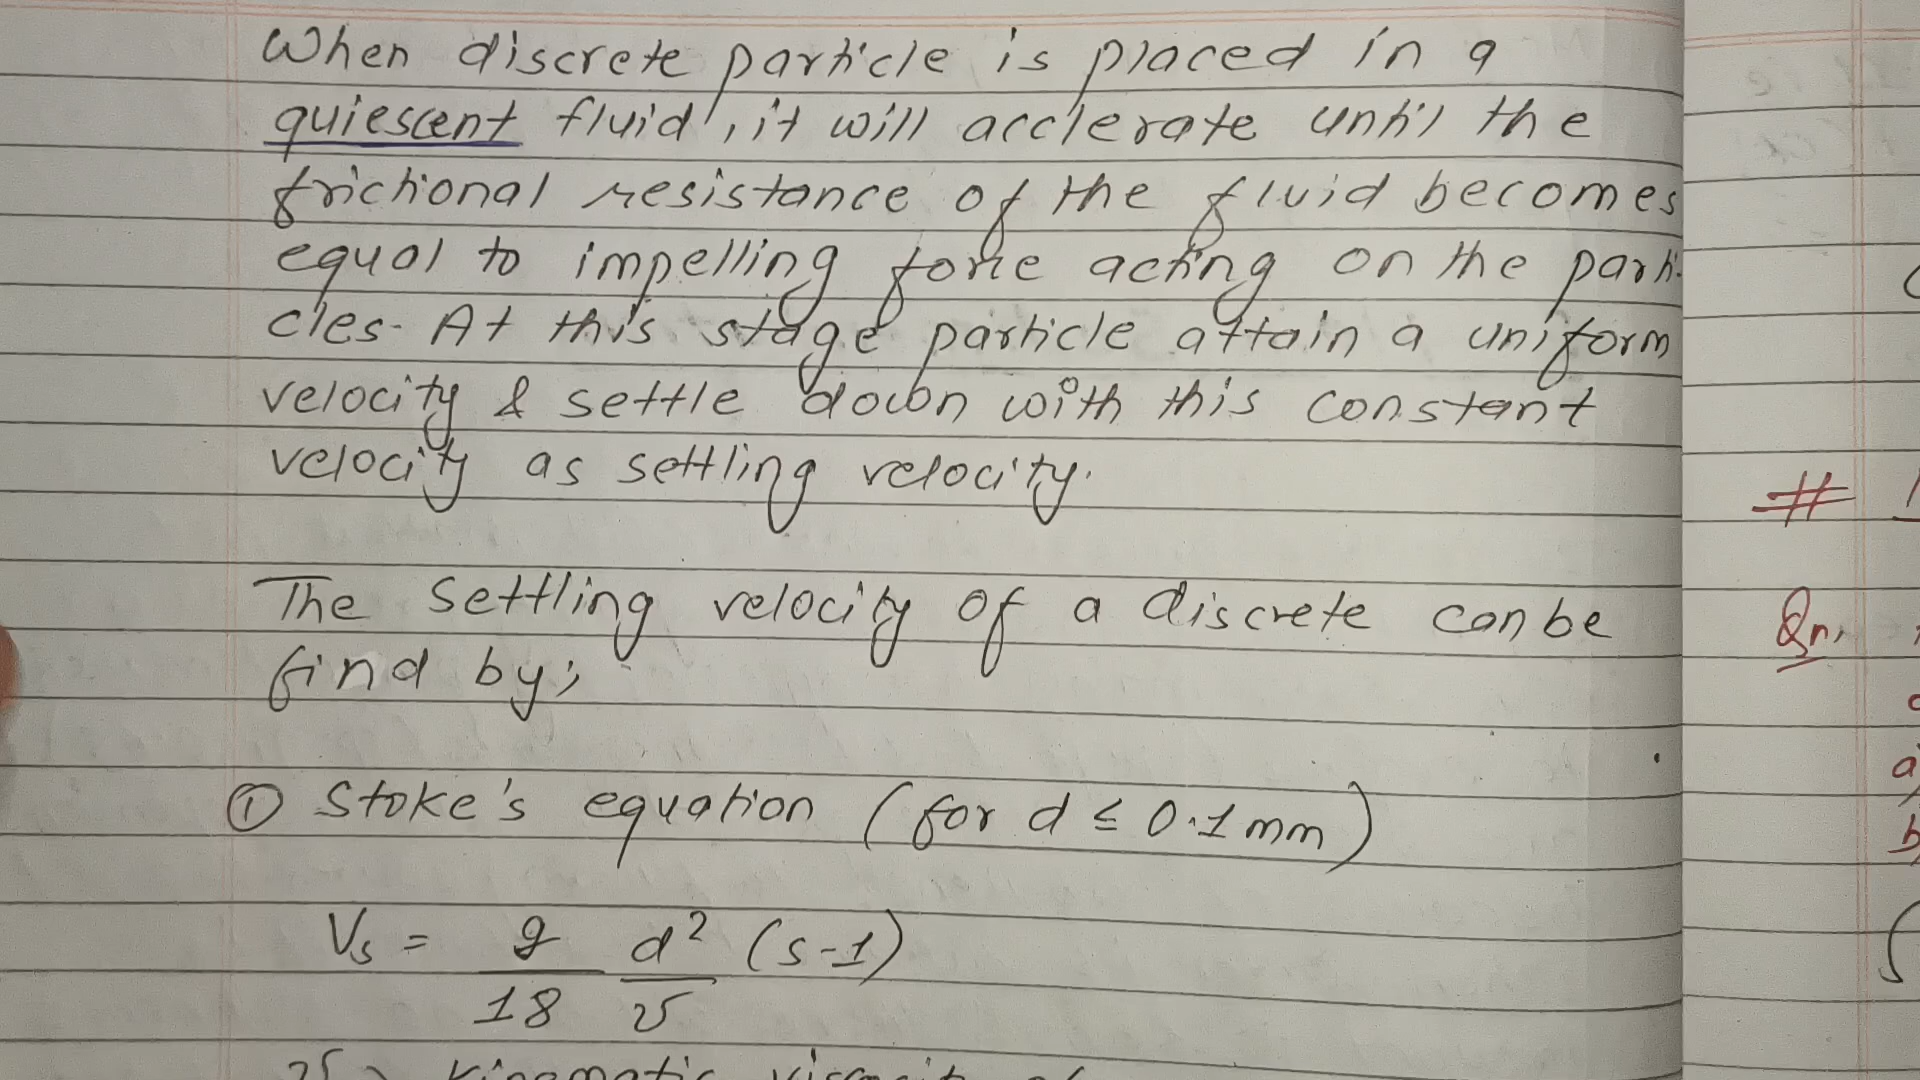 When discrete particle is placed in a
quiescent fluid, it will acclerate until the
frictional resistance of the fluid becomes
equal to impelling force acting on the parti-
cles. At this stage particle attain a uniform
velocity & settle down with this constant
velocity as settling velocity.
The settling velocity of a discrete can be
find by;
① Stoke's equation (for d ≤ 0.1 mm)
Vs = g/18 d²/υ (s-1)
υ → kinematic viscosity of
#
Qn.
a)
b)